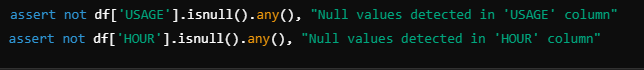 assert not df['USAGE'].isnull().any(), "Null values detected in 'USAGE' column"
assert not df['HOUR'].isnull().any(), "Null values detected in 'HOUR' column"